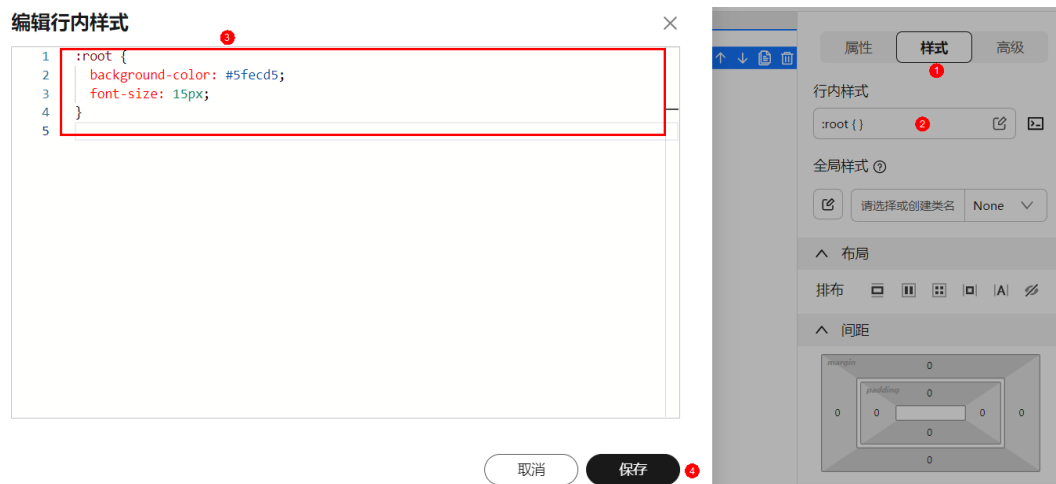 编辑行内样式
3
1 :root {
2 background-color: #5fecd5;
3 font-size: 15px;
4 }
5
取消
保存
4
属性
样式
高级
1
行内样式
:root { }
2
全局样式
请选择或创建类名
None
布局
排布
A
间距
margin
0
padding
0
0
0
0
0
0
0